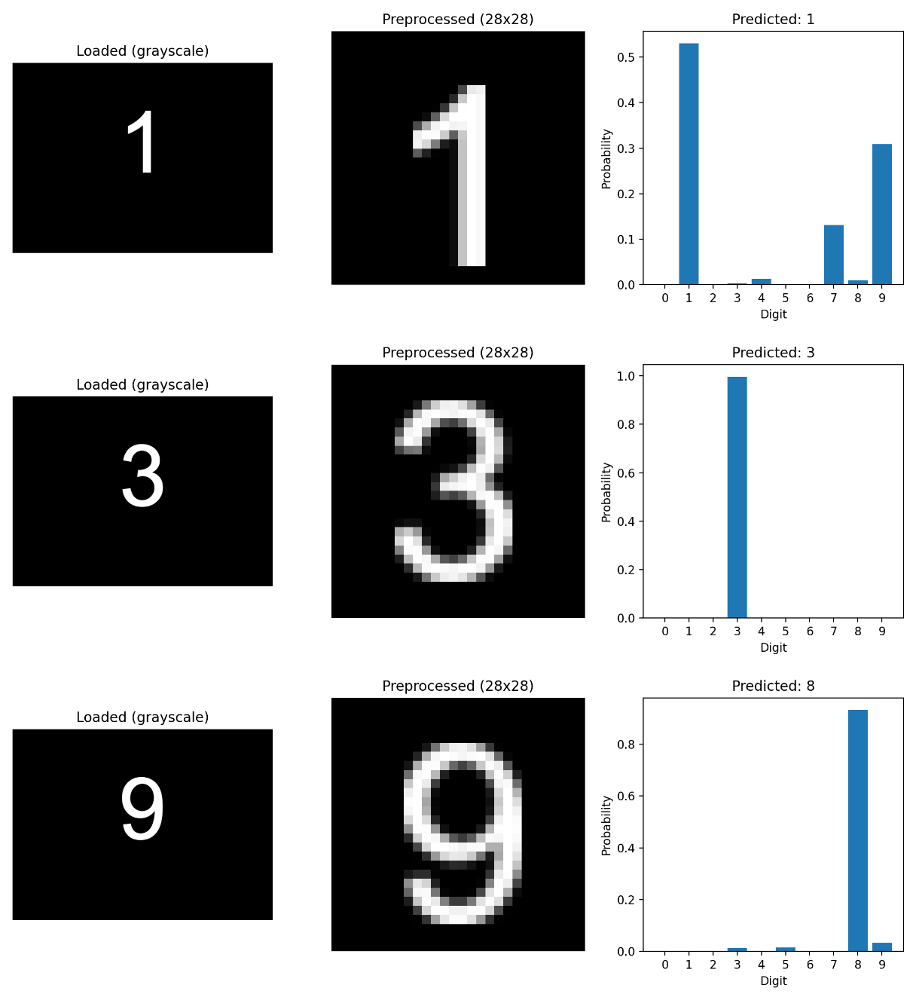 Loaded (grayscale)
1
Preprocessed (28x28)
1
Predicted: 1
Probability
0.5
0.4
0.3
0.2
0.1
0.0
0 1 2 3 4 5 6 7 8 9
Digit
Loaded (grayscale)
3
Preprocessed (28x28)
3
Predicted: 3
Probability
1.0
0.8
0.6
0.4
0.2
0.0
0 1 2 3 4 5 6 7 8 9
Digit
Loaded (grayscale)
9
Preprocessed (28x28)
9
Predicted: 8
Probability
0.8
0.6
0.4
0.2
0.0
0 1 2 3 4 5 6 7 8 9
Digit